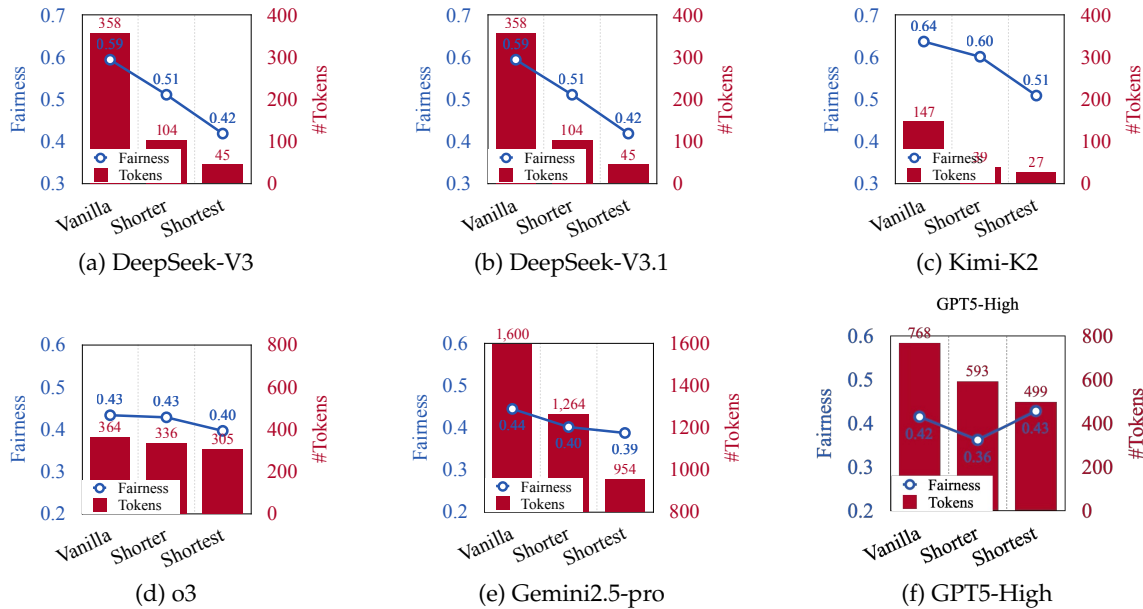 Fairness
0.7
0.6
0.5
0.4
0.3
358
0.59
0.51
104
0.42
45
Fairness
Tokens
400
300
200
100
0
#Tokens
Vanilla
Shorter
Shortest
(a) DeepSeek-V3
Fairness
0.7
0.6
0.5
0.4
0.3
358
0.59
0.51
104
0.42
45
Fairness
Tokens
400
300
200
100
0
#Tokens
Vanilla
Shorter
Shortest
(b) DeepSeek-V3.1
Fairness
0.7
0.6
0.5
0.4
0.3
0.64
0.60
0.51
147
39
27
Fairness
Tokens
400
300
200
100
0
#Tokens
Vanilla
Shorter
Shortest
(c) Kimi-K2
Fairness
0.6
0.5
0.4
0.3
0.2
0.43
0.43
0.40
364
336
305
Fairness
Tokens
800
600
400
200
0
#Tokens
Vanilla
Shorter
Shortest
(d) o3
Fairness
0.6
0.5
0.4
0.3
0.2
1,600
1,264
0.44
0.40
0.39
954
Fairness
Tokens
1600
1400
1200
1000
800
#Tokens
Vanilla
Shorter
Shortest
(e) Gemini2.5-pro
GPT5-High
Fairness
0.6
0.5
0.4
0.3
0.2
768
593
499
0.42
0.36
0.43
Fairness
Tokens
800
600
400
200
0
#Tokens
Vanilla
Shorter
Shortest
(f) GPT5-High